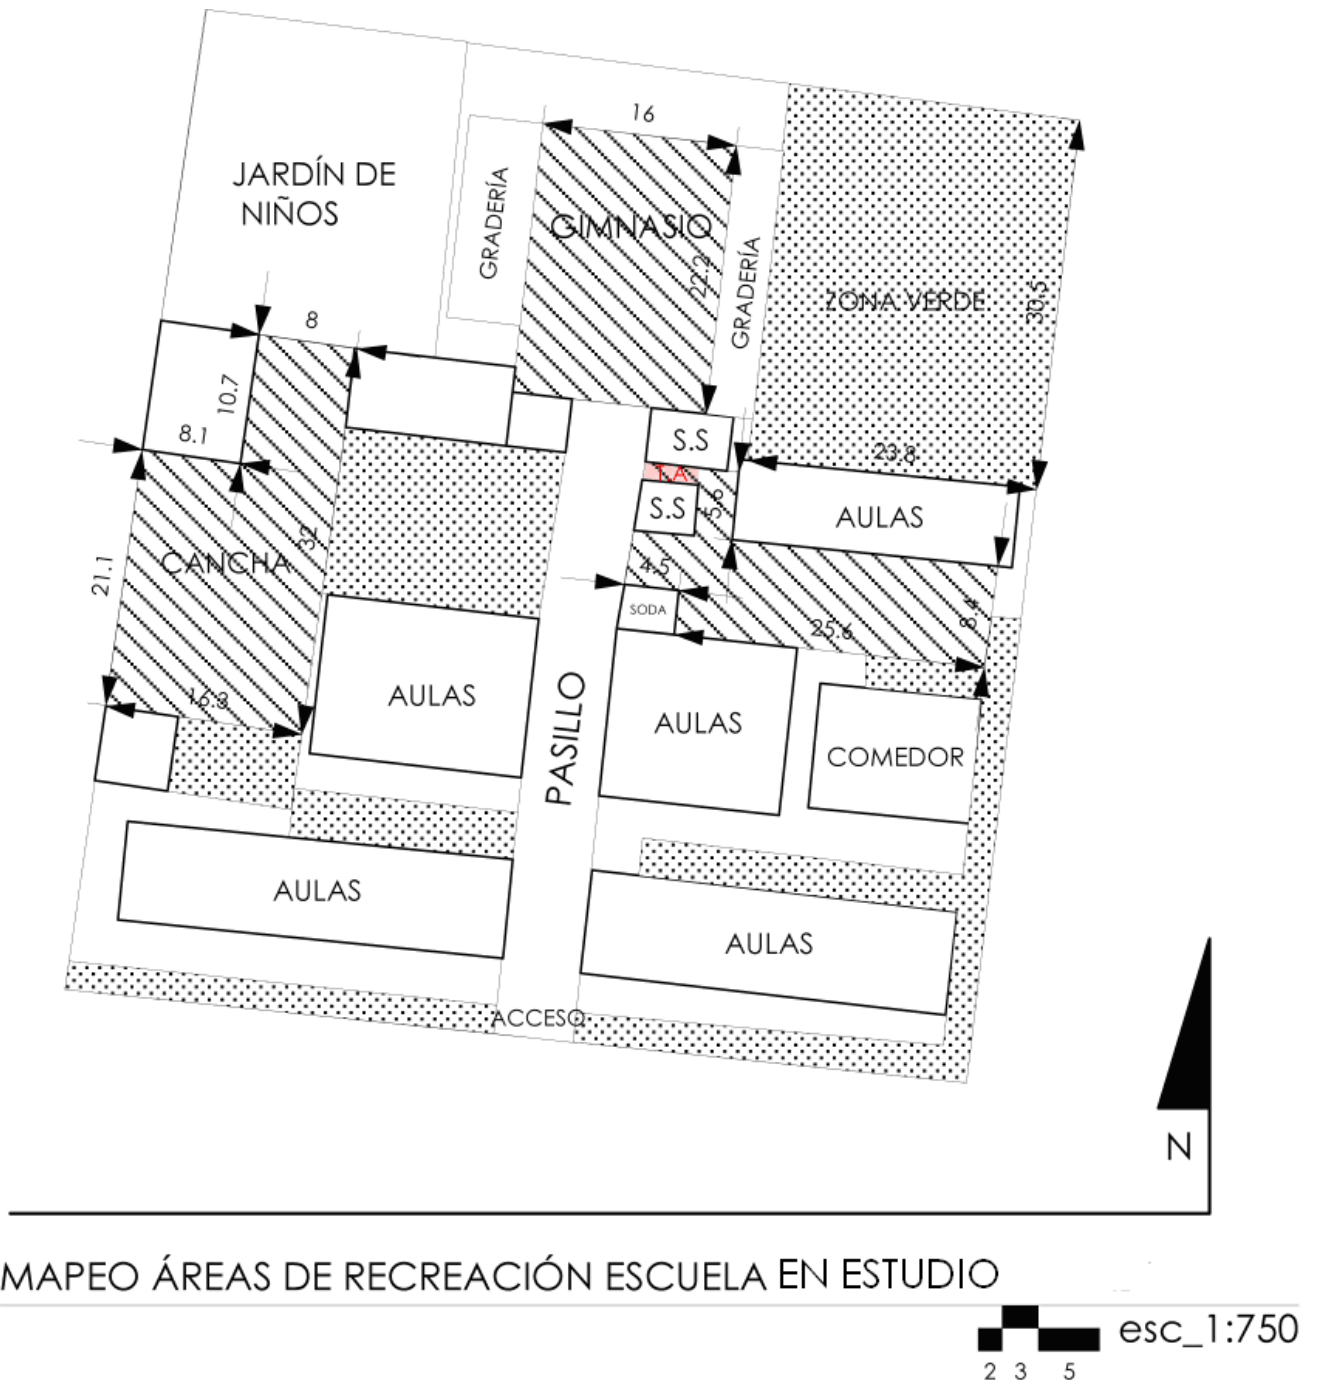 16
JARDÍN DE
NIÑOS
GRADERÍA
GIMNASIO
22.2
GRADERÍA
ZONA VERDE
30.5
8
10.7
8.1
S.S
T.A
S.S
5.6
23.8
AULAS
CANCHA
32
21.1
4.5
SODA
25.6
8.4
16.3
AULAS
PASILLO
AULAS
COMEDOR
AULAS
AULAS
ACCESO
N
MAPEO ÁREAS DE RECREACIÓN ESCUELA EN ESTUDIO
esc_1:750
2 3 5